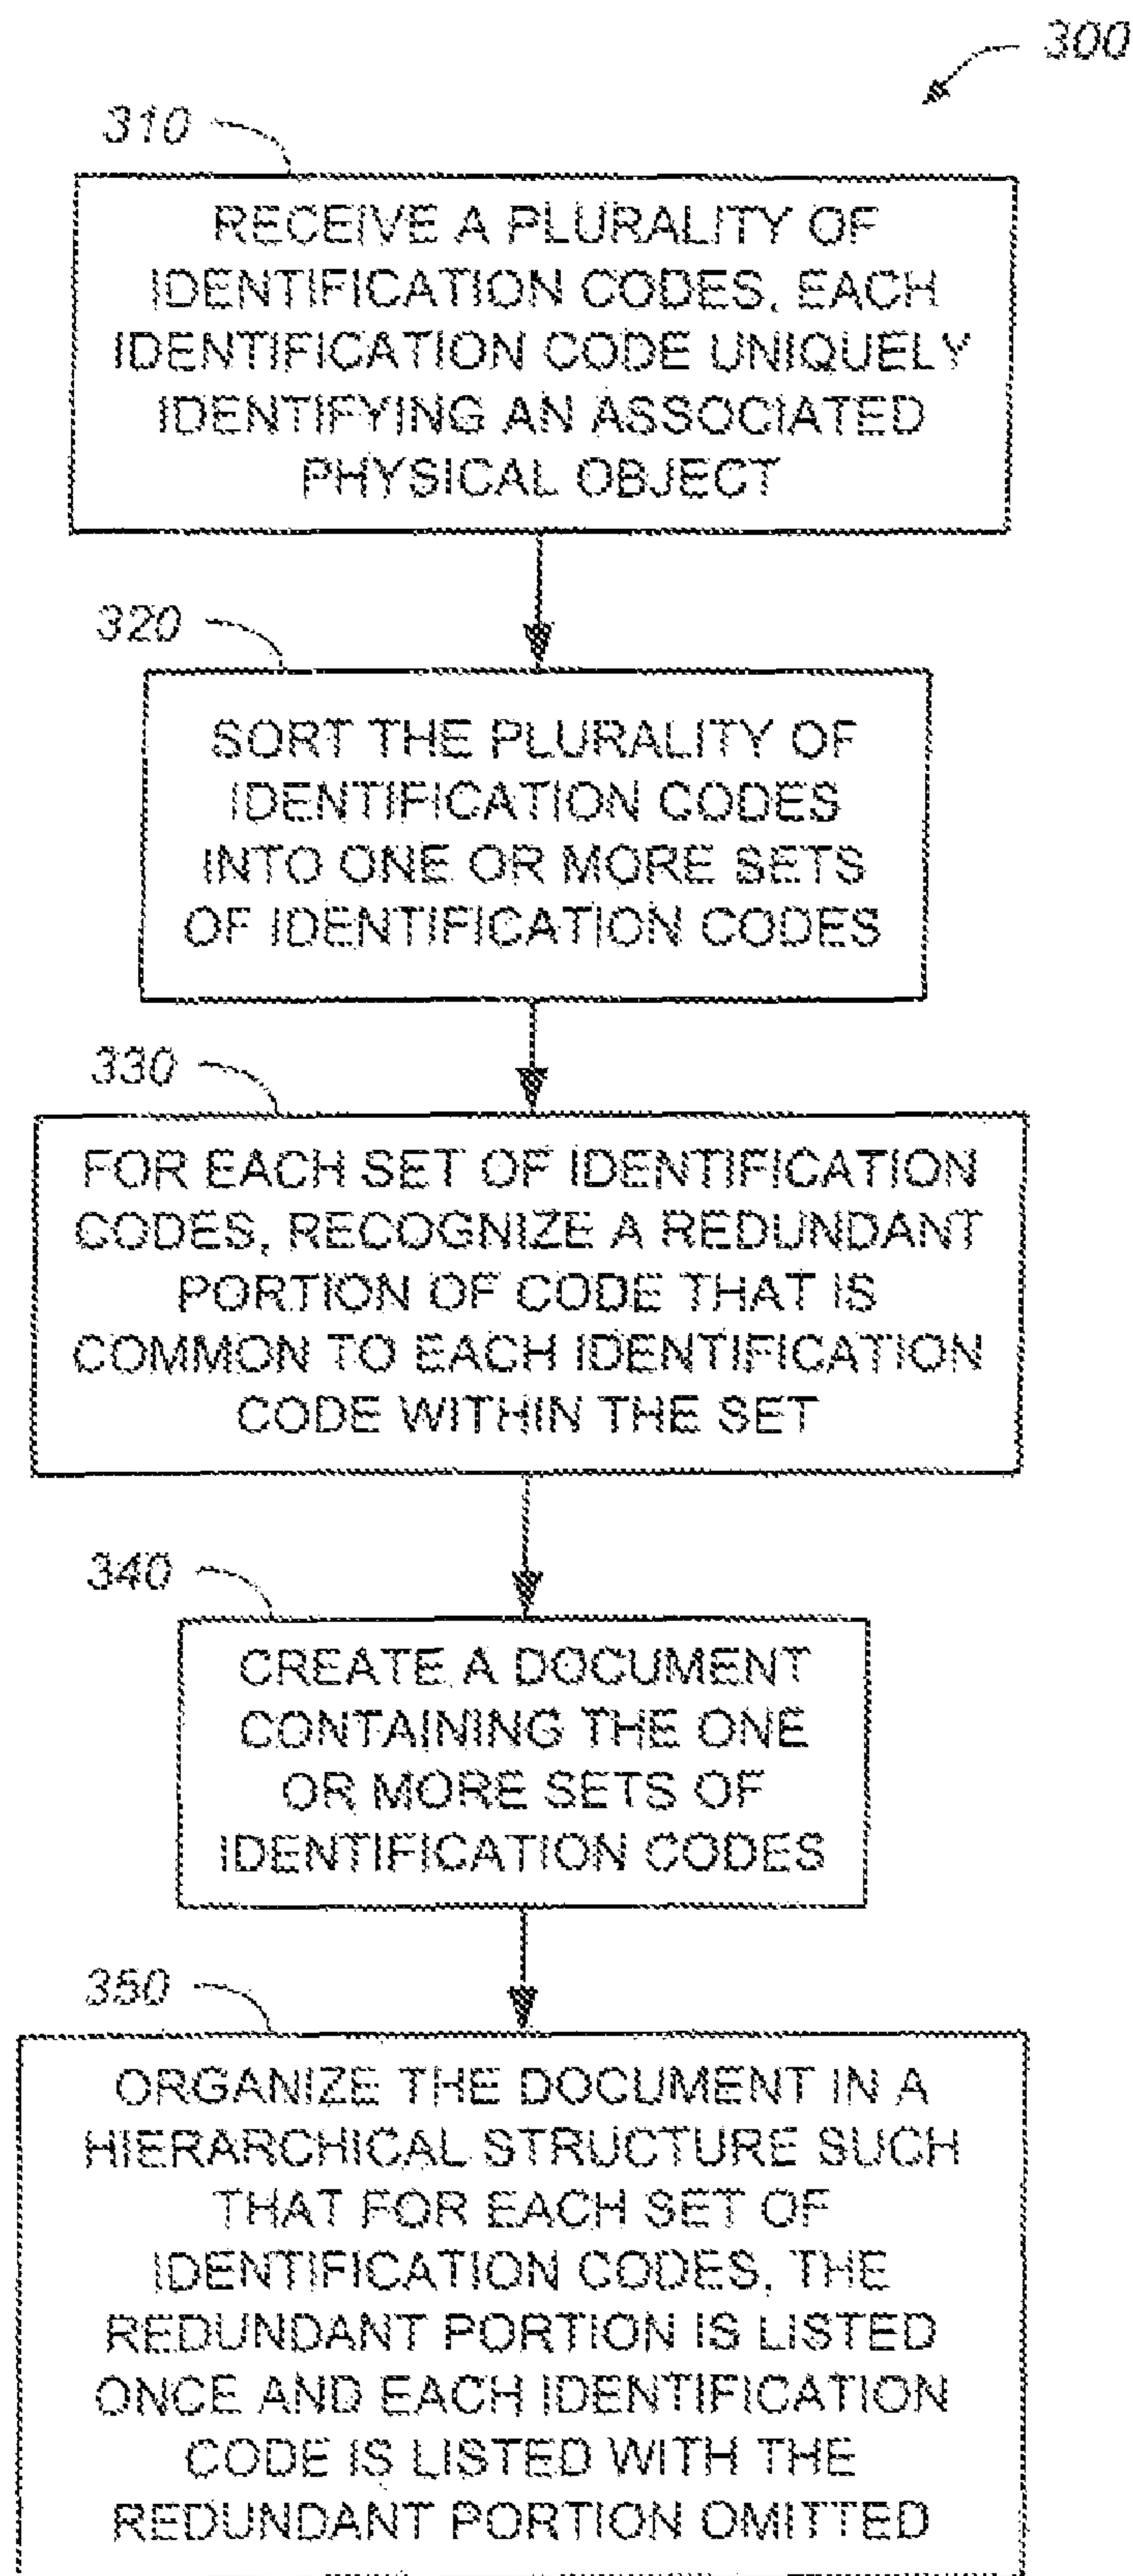 300
310
RECEIVE A PLURALITY OF
IDENTIFICATION CODES, EACH
IDENTIFICATION CODE UNIQUELY
IDENTIFYING AN ASSOCIATED
PHYSICAL OBJECT
320
SORT THE PLURALITY OF
IDENTIFICATION CODES
INTO ONE OR MORE SETS
OF IDENTIFICATION CODES
330
FOR EACH SET OF IDENTIFICATION
CODES, RECOGNIZE A REDUNDANT
PORTION OF CODE THAT IS
COMMON TO EACH IDENTIFICATION
CODE WITHIN THE SET
340
CREATE A DOCUMENT
CONTAINING THE ONE
OR MORE SETS OF
IDENTIFICATION CODES
350
ORGANIZE THE DOCUMENT IN A
HIERARCHICAL STRUCTURE SUCH
THAT FOR EACH SET OF
IDENTIFICATION CODES, THE
REDUNDANT PORTION IS LISTED
ONCE AND EACH IDENTIFICATION
CODE IS LISTED WITH THE
REDUNDANT PORTION OMITTED